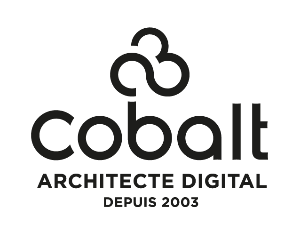 cobalt
ARCHITECTE DIGITAL
DEPUIS 2003